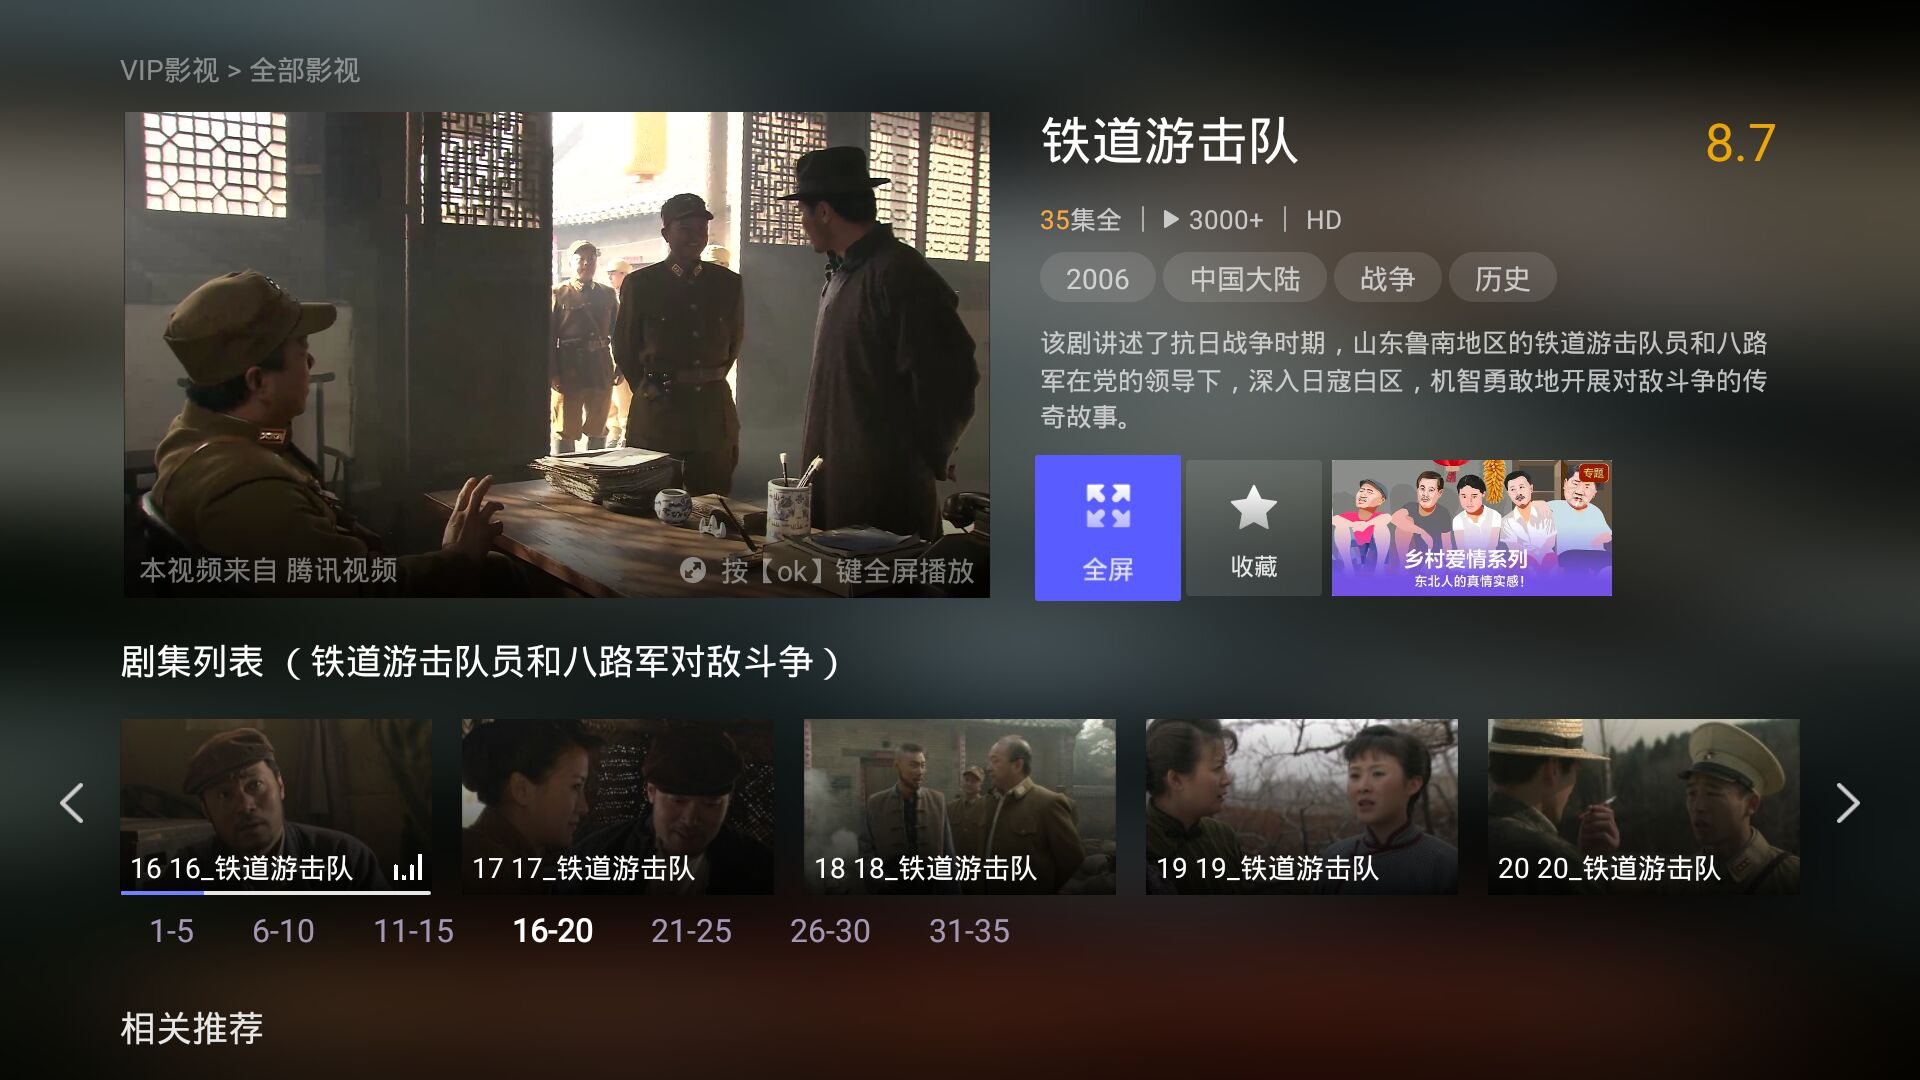 VIP影视 > 全部影视
铁道游击队
8.7
35集全 | 3000+ | HD
2006 中国大陆 战争 历史
该剧讲述了抗日战争时期，山东鲁南地区的铁道游击队员和八路
军在党的领导下，深入日寇白区，机智勇敢地开展对敌斗争的传
奇故事。
本视频来自 腾讯视频
按【ok】键全屏播放
全屏
收藏
专题
乡村爱情系列
东北人的真情实感！
剧集列表 （铁道游击队员和八路军对敌斗争）
16 16_铁道游击队
17 17_铁道游击队
18 18_铁道游击队
19 19_铁道游击队
20 20_铁道游击队
1-5 6-10 11-15 16-20 21-25 26-30 31-35
相关推荐